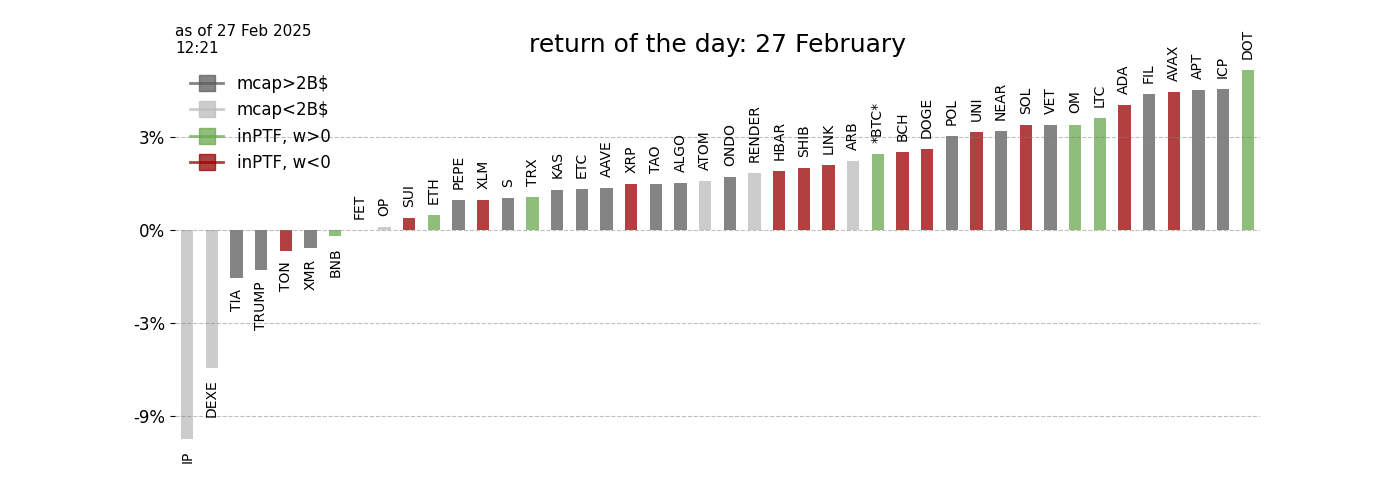 as of 27 Feb 2025
12:21
return of the day: 27 February
mcap>2B$
mcap<2B$
inPTF, w>0
inPTF, w<0
3%
0%
-3%
-9%
IP
DEXE
TIA
TRUMP
TON
XMR
BNB
FET
OP
SUI
ETH
PEPE
XLM
S
TRX
KAS
ETC
AAVE
XRP
TAO
ALGO
ATOM
ONDO
RENDER
HBAR
SHIB
LINK
ARB
*BTC*
BCH
DOGE
POL
UNI
NEAR
SOL
VET
OM
LTC
ADA
FIL
AVAX
APT
ICP
DOT